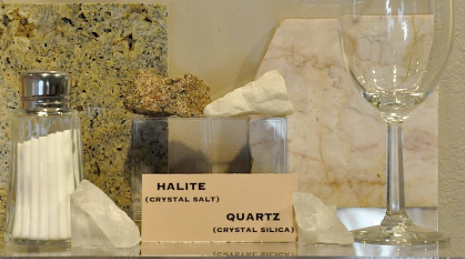 HALITE
(CRYSTAL SALT)
QUARTZ
(CRYSTAL SILICA)